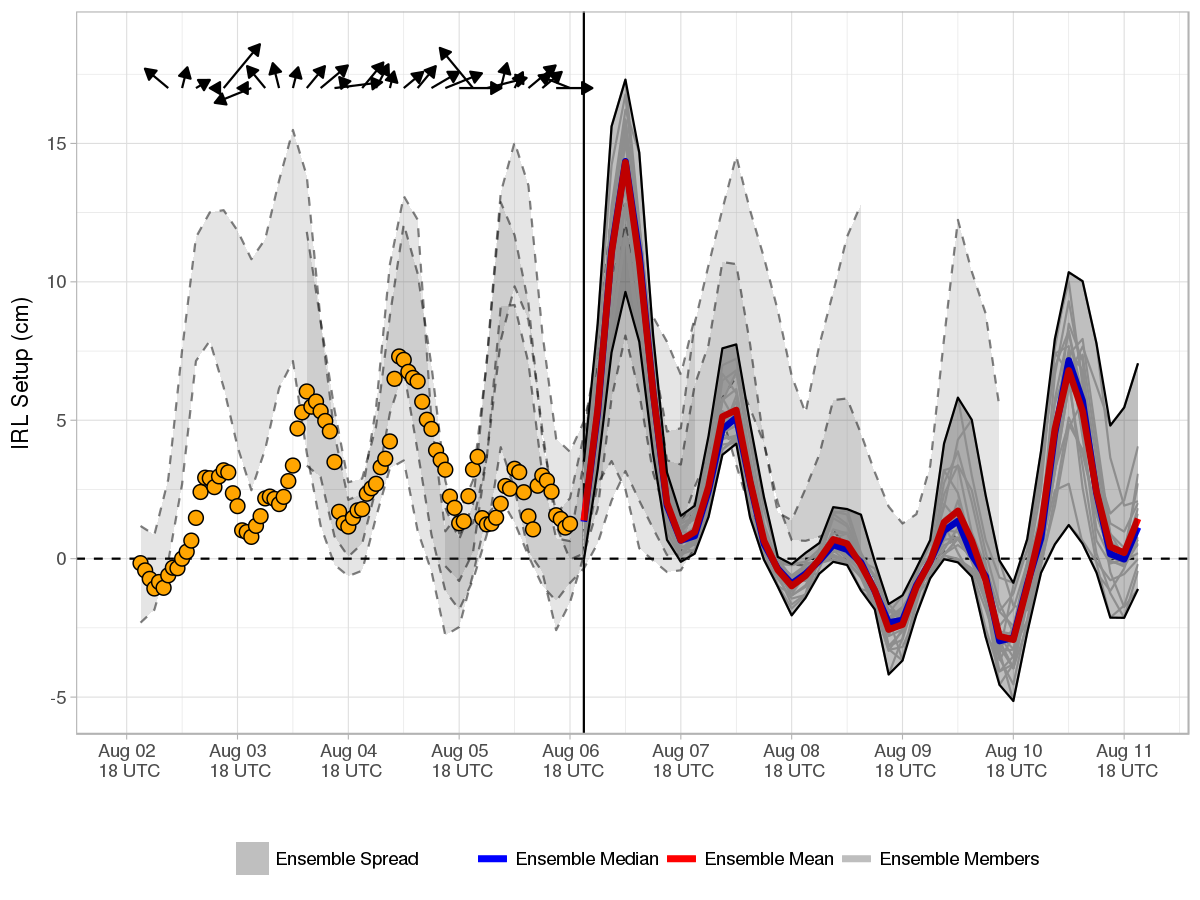 IRL Setup (cm)
15
10
5
0
-5
Aug 02 Aug 03 Aug 04 Aug 05 Aug 06 Aug 07 Aug 08 Aug 09 Aug 10 Aug 11
18 UTC 18 UTC 18 UTC 18 UTC 18 UTC 18 UTC 18 UTC 18 UTC 18 UTC 18 UTC
Ensemble Spread Ensemble Median Ensemble Mean Ensemble Members